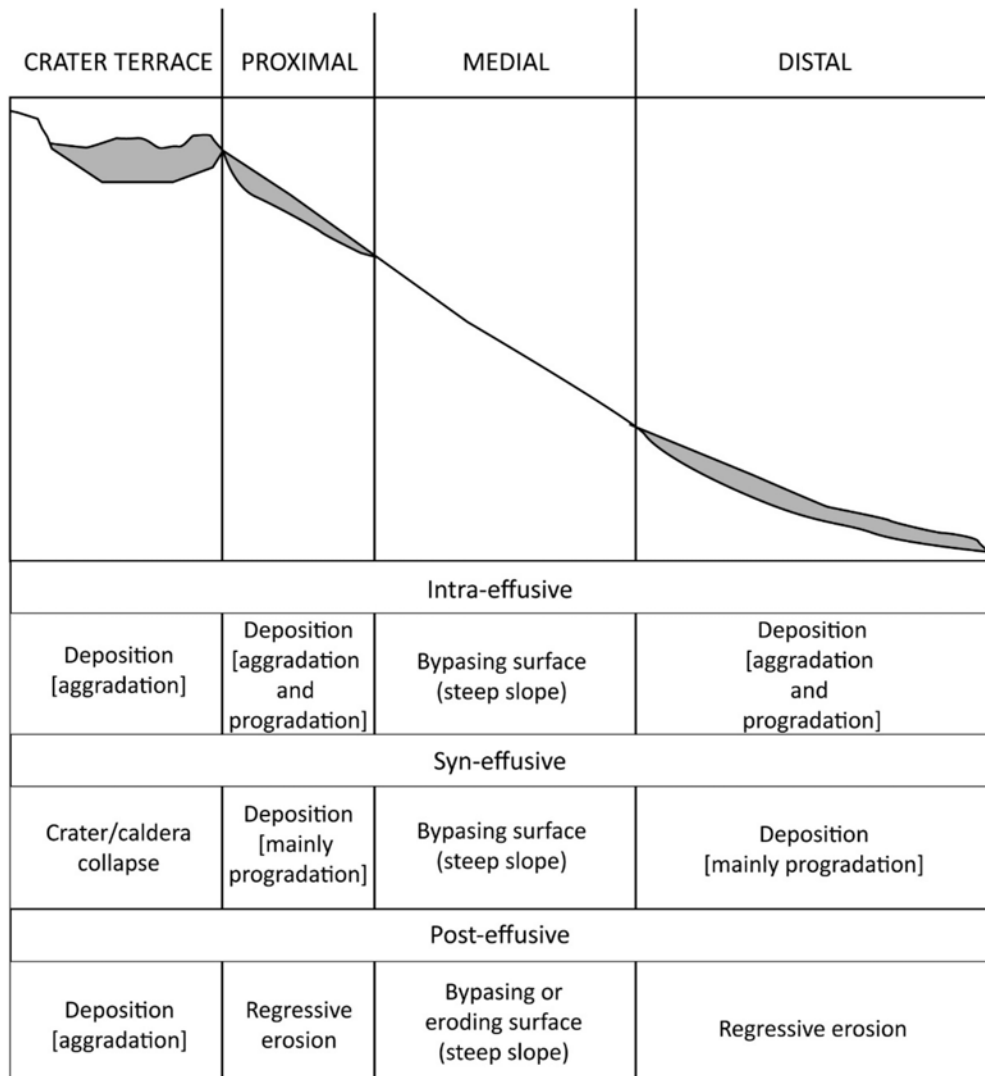 CRATER TERRACE
PROXIMAL
MEDIAL
DISTAL
Intra-effusive
Deposition
[aggradation]
Deposition
[aggradation
and
progradation]
Bypasing surface
(steep slope)
Deposition
[aggradation
and
progradation]
Syn-effusive
Crater/caldera
collapse
Deposition
[mainly
progradation]
Bypasing surface
(steep slope)
Deposition
[mainly progradation]
Post-effusive
Deposition
[aggradation]
Regressive
erosion
Bypasing or
eroding surface
(steep slope)
Regressive erosion